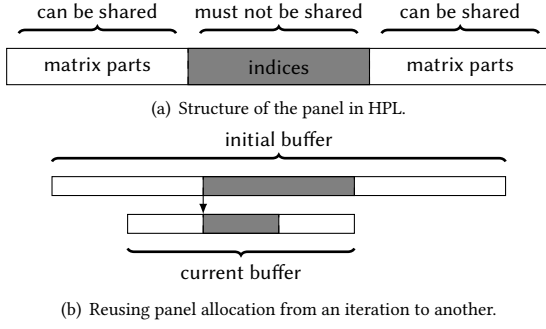 can be shared must not be shared can be shared
matrix parts indices matrix parts
(a) Structure of the panel in HPL.
initial buffer
current buffer
(b) Reusing panel allocation from an iteration to another.